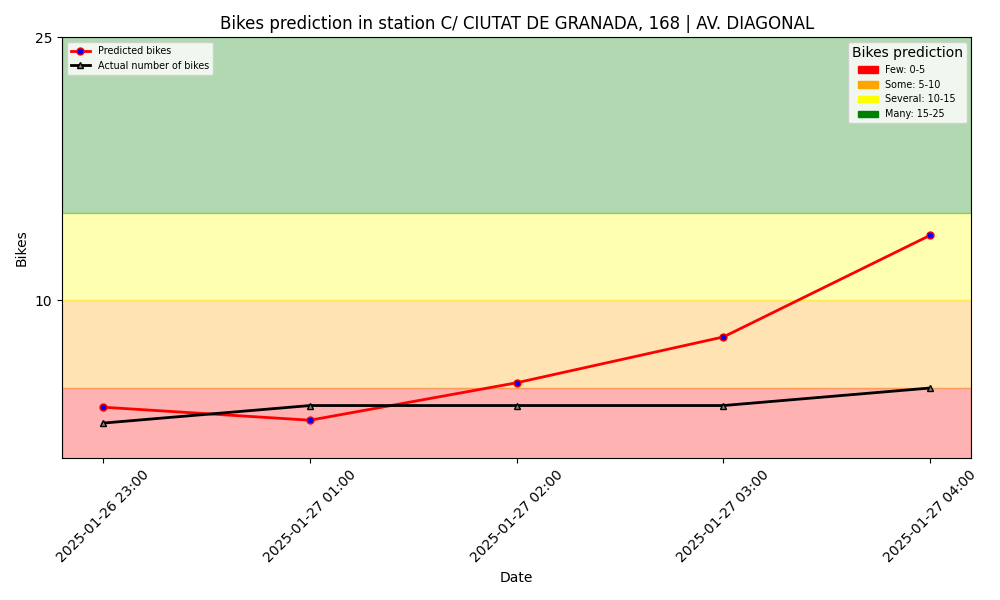 Bikes prediction in station C/ CIUTAT DE GRANADA, 168 | AV. DIAGONAL
25
10
Bikes
Predicted bikes
Actual number of bikes
Bikes prediction
Few: 0-5
Some: 5-10
Several: 10-15
Many: 15-25
2025-01-26 23:00
2025-01-27 01:00
2025-01-27 02:00
2025-01-27 03:00
2025-01-27 04:00
Date